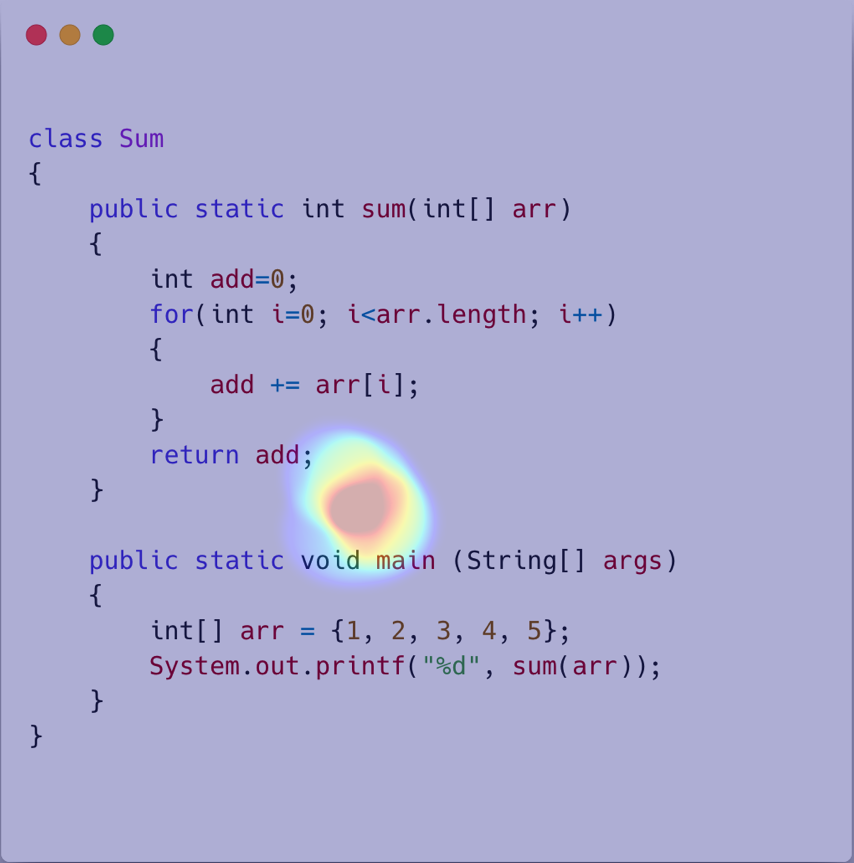 class Sum
{
    public static int sum(int[] arr)
    {
        int add=0;
        for(int i=0; i<arr.length; i++)
        {
            add += arr[i];
        }
        return add;
    }

    public static void main (String[] args)
    {
        int[] arr = {1, 2, 3, 4, 5};
        System.out.printf("%d", sum(arr));
    }
}